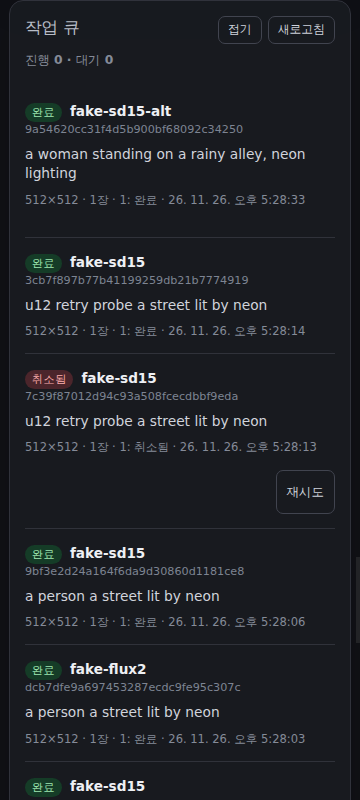 작업 큐
접기 새로고침
진행 0 · 대기 0
완료 fake-sd15-alt
9a54620cc31f4d5b900bf68092c34250
a woman standing on a rainy alley, neon
lighting
512×512 · 1장 · 1: 완료 · 26. 11. 26. 오후 5:28:33
완료 fake-sd15
3cb7f897b77b41199259db21b7774919
u12 retry probe a street lit by neon
512×512 · 1장 · 1: 완료 · 26. 11. 26. 오후 5:28:14
취소됨 fake-sd15
7c39f87012d94c93a508fcecdbbf9eda
u12 retry probe a street lit by neon
512×512 · 1장 · 1: 취소됨 · 26. 11. 26. 오후 5:28:13
재시도
완료 fake-sd15
9bf3e2d24a164f6da9d30860d1181ce8
a person a street lit by neon
512×512 · 1장 · 1: 완료 · 26. 11. 26. 오후 5:28:06
완료 fake-flux2
dcb7dfe9a697453287ecdc9fe95c307c
a person a street lit by neon
512×512 · 1장 · 1: 완료 · 26. 11. 26. 오후 5:28:03
완료 fake-sd15